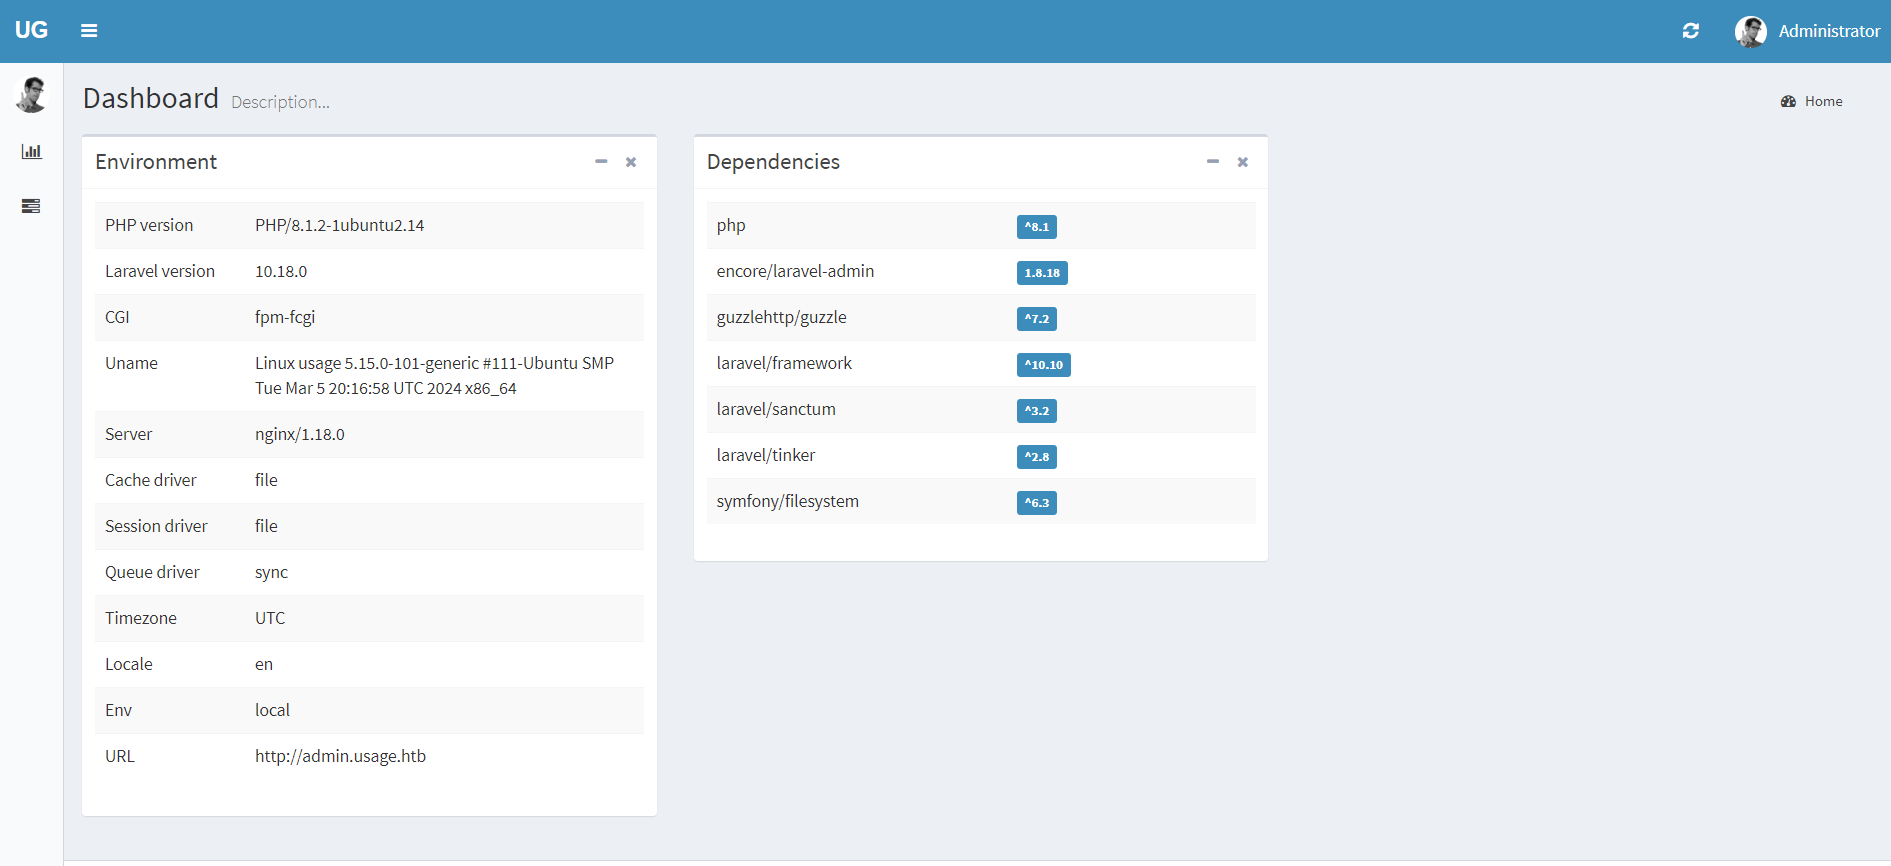 UG
Administrator
Dashboard Description...
Home
Environment
PHP version PHP/8.1.2-1ubuntu2.14
Laravel version 10.18.0
CGI fpm-fcgi
Uname Linux usage 5.15.0-101-generic #111-Ubuntu SMP
Tue Mar 5 20:16:58 UTC 2024 x86_64
Server nginx/1.18.0
Cache driver file
Session driver file
Queue driver sync
Timezone UTC
Locale en
Env local
URL http://admin.usage.htb
Dependencies
php ^8.1
encore/laravel-admin 1.8.18
guzzlehttp/guzzle ^7.2
laravel/framework ^10.10
laravel/sanctum ^3.2
laravel/tinker ^2.8
symfony/filesystem ^6.3